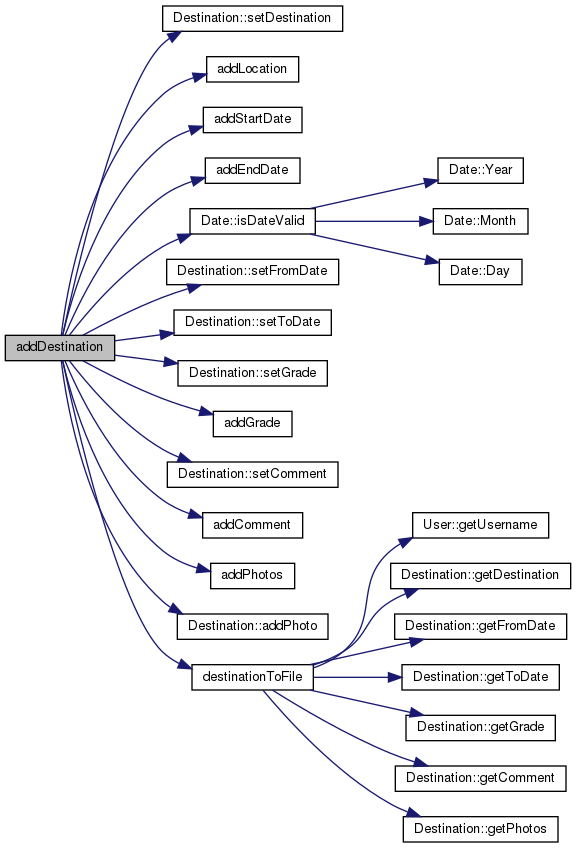 Destination::setDestination
addLocation
addStartDate
addEndDate
Date::isDateValid
Date::Year
Date::Month
Date::Day
Destination::setFromDate
Destination::setToDate
addDestination
Destination::setGrade
addGrade
Destination::setComment
addComment
addPhotos
Destination::addPhoto
destinationToFile
User::getUsername
Destination::getDestination
Destination::getFromDate
Destination::getToDate
Destination::getGrade
Destination::getComment
Destination::getPhotos